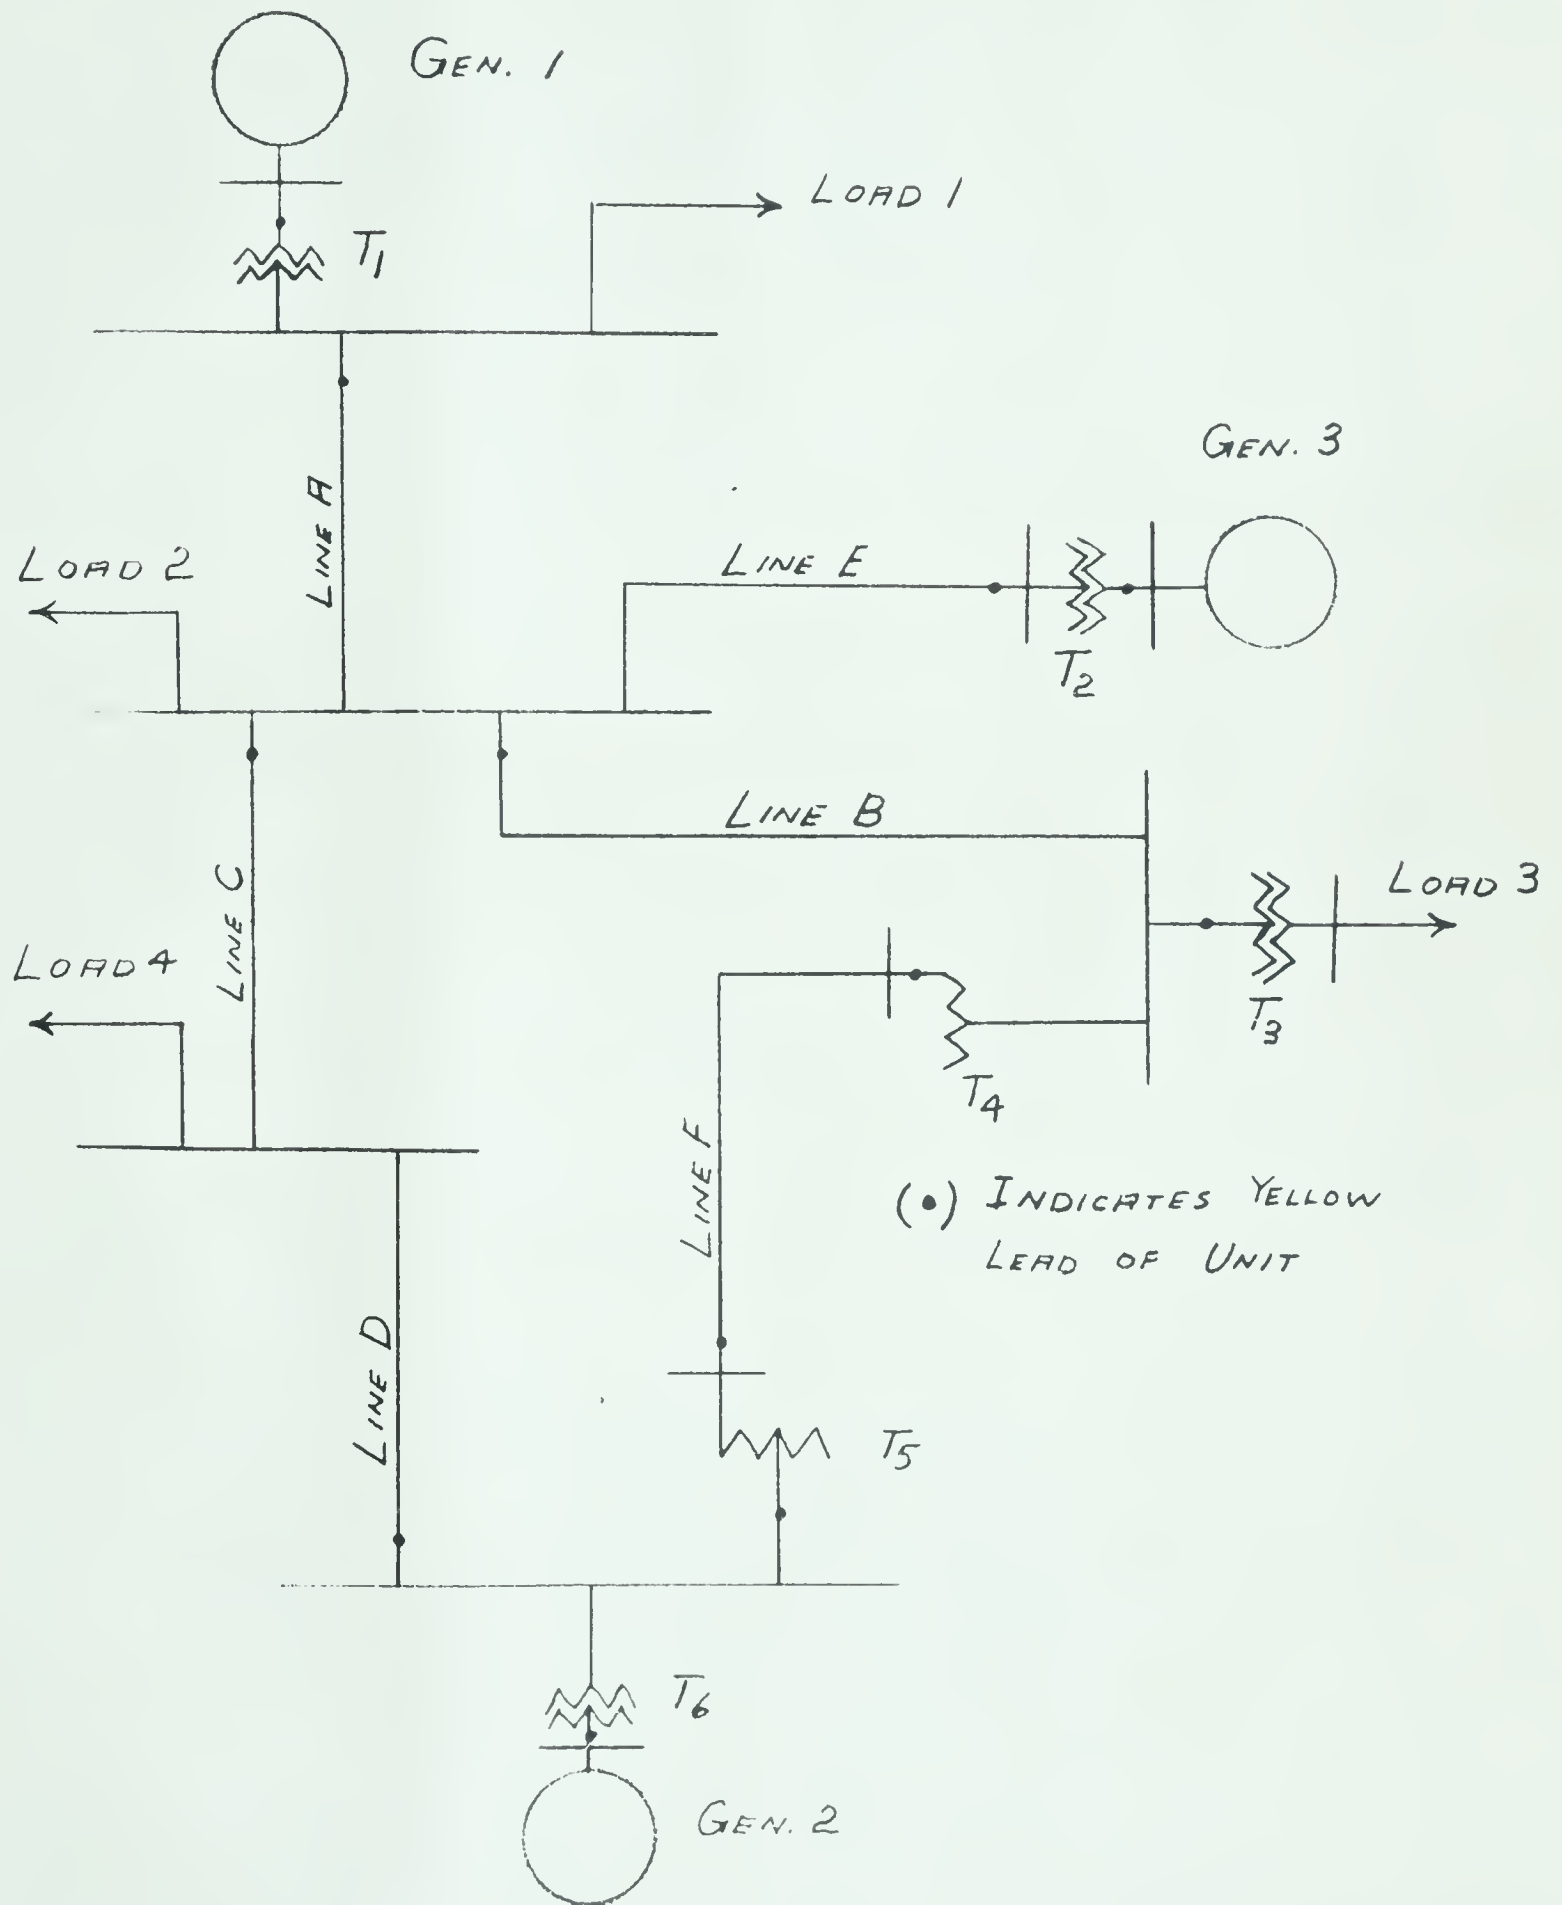 GEN. 1
LOAD 1
T1
GEN. 3
LINE A
LINE E
LOAD 2
T2
LINE B
LINE C
LOAD 3
LOAD 4
T3
T4
LINE F
(•) INDICATES YELLOW
LEAD OF UNIT
LINE D
T5
T6
GEN. 2